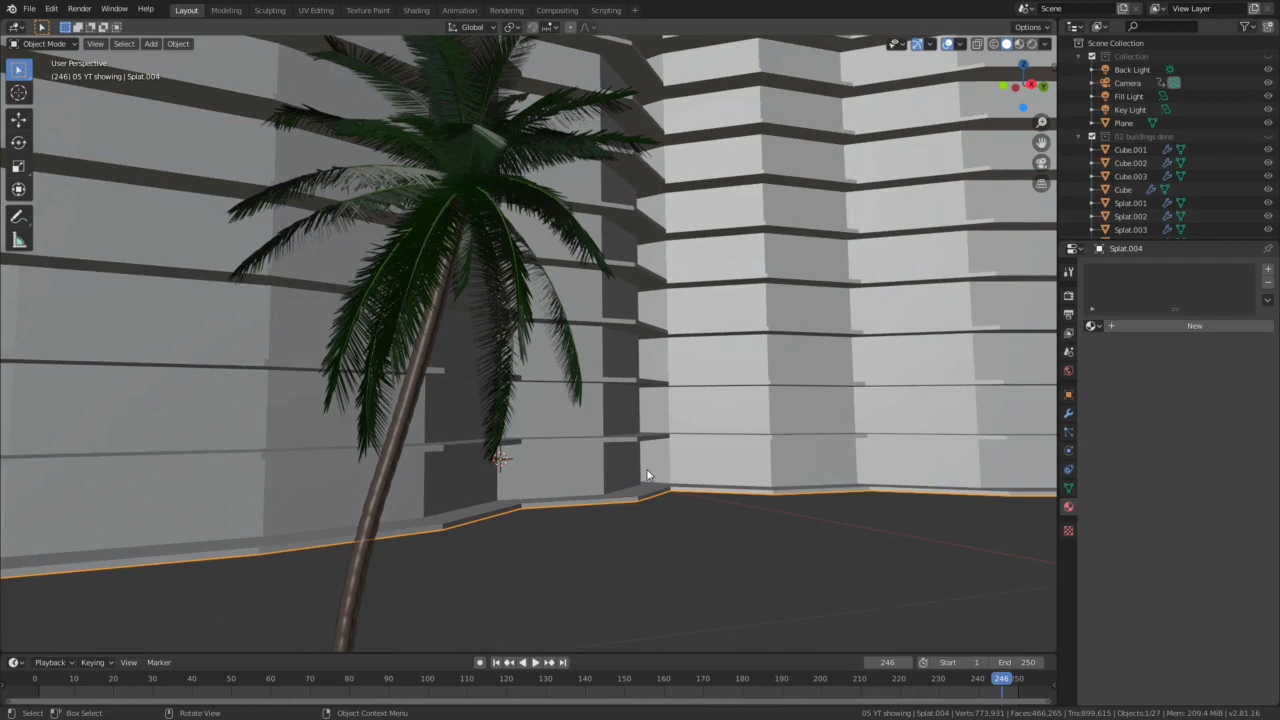 File Edit Render Window Help Layout Modeling Sculpting UV Editing Texture Paint Shading Animation Rendering Compositing Scripting + Scene View Layer
Global Options
Object Mode View Select Add Object
User Perspective
(246) 05 YT showing | Splat.004
Scene Collection
Collection
Back Light
Camera
Fill Light
Key Light
Plane
02 buildings done
Cube.001
Cube.002
Cube.003
Cube
Splat.001
Splat.002
Splat.003
Splat.004
New
Playback Keying View Marker 246 Start 1 End 250
0 10 20 30 40 50 60 70 80 90 100 110 120 130 140 150 160 170 180 190 200 210 220 230 240 246 250
Select Box Select Rotate View Object Context Menu 05 YT showing | Splat.004 | Verts:773,931 | Faces:466,265 | Tris:899,615 | Objects:1/27 | Mem: 209.4 MiB | v2.81.16